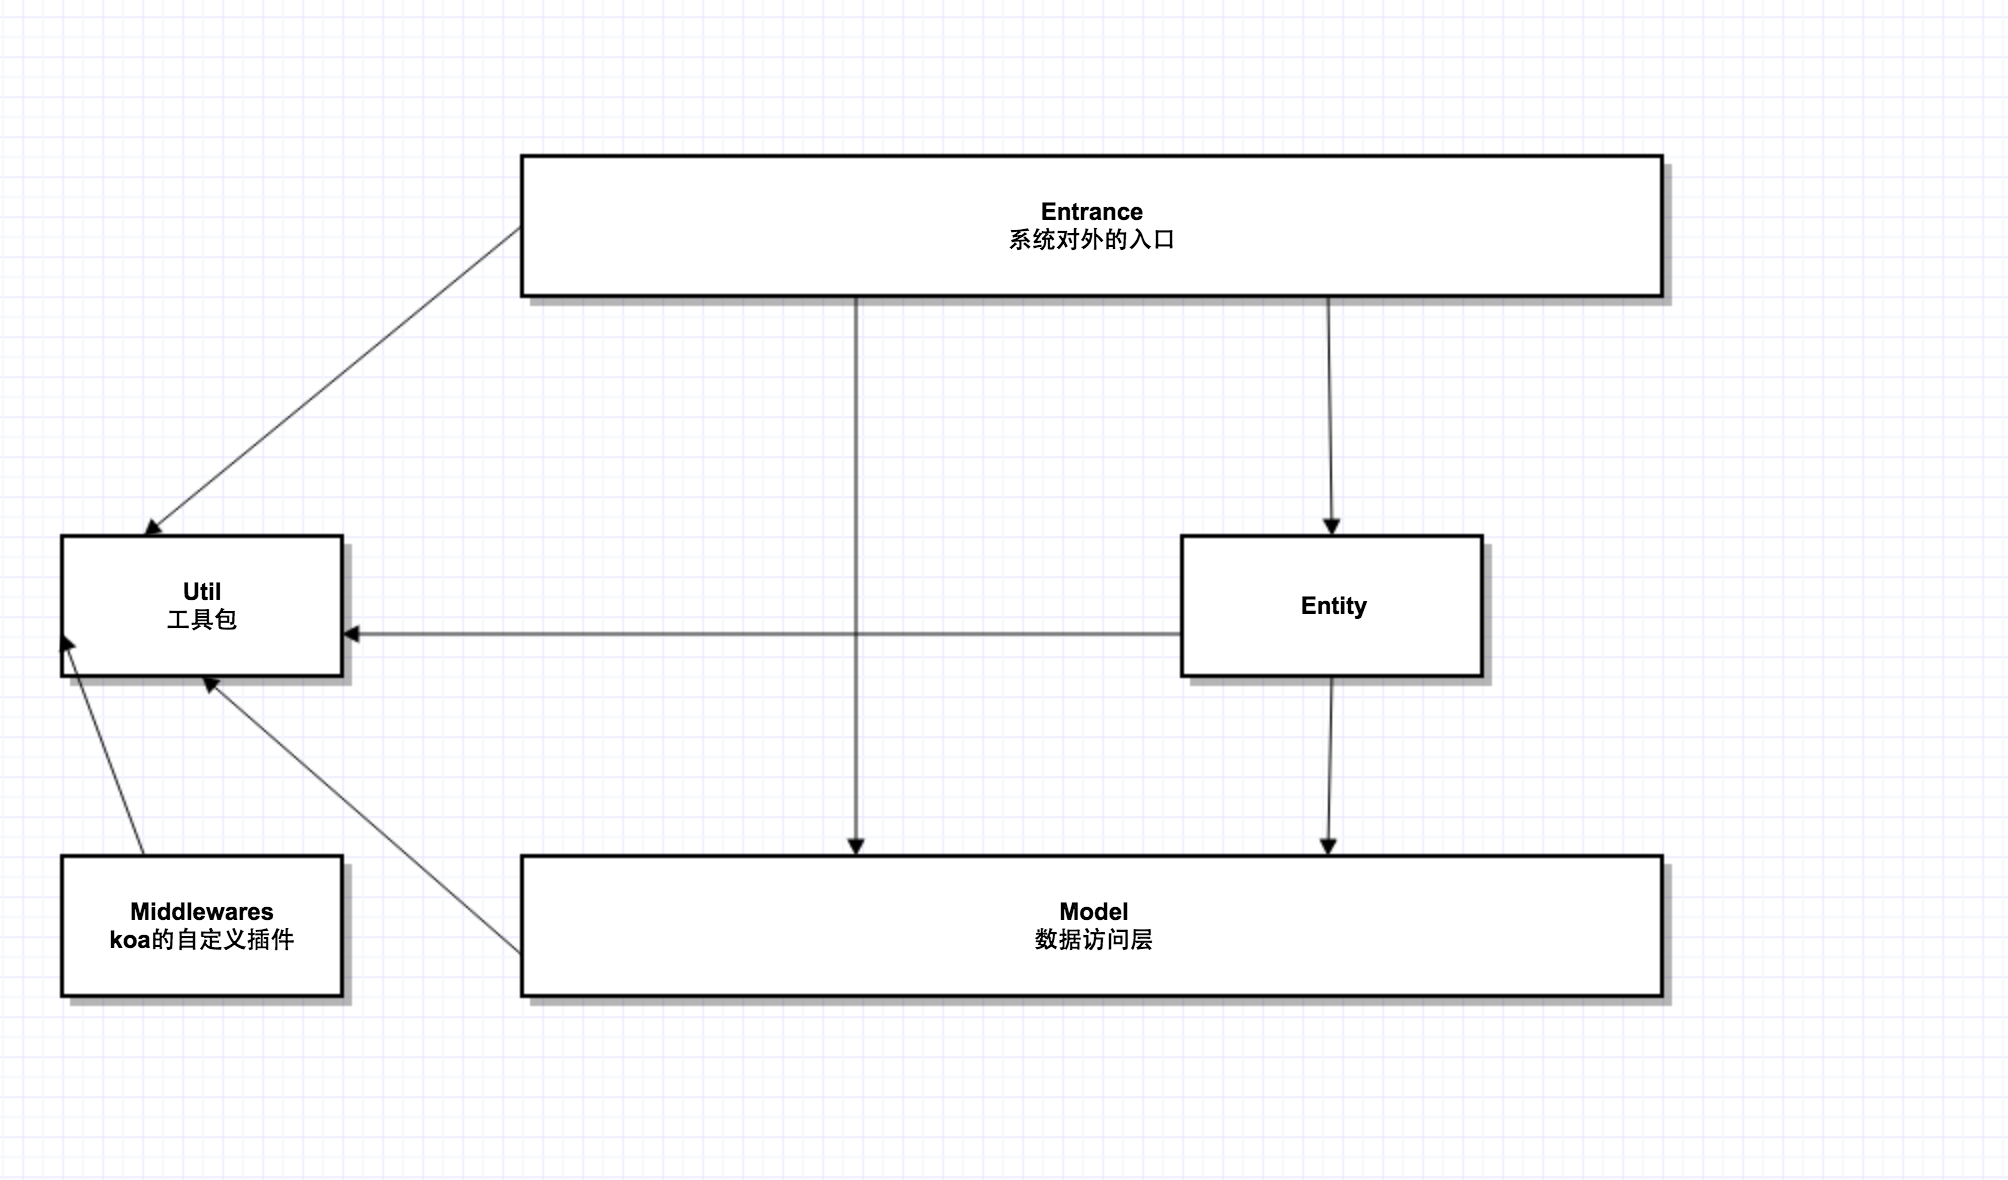 Entrance
系统对外的入口
Util
工具包
Entity
Middlewares
koa的自定义插件
Model
数据访问层